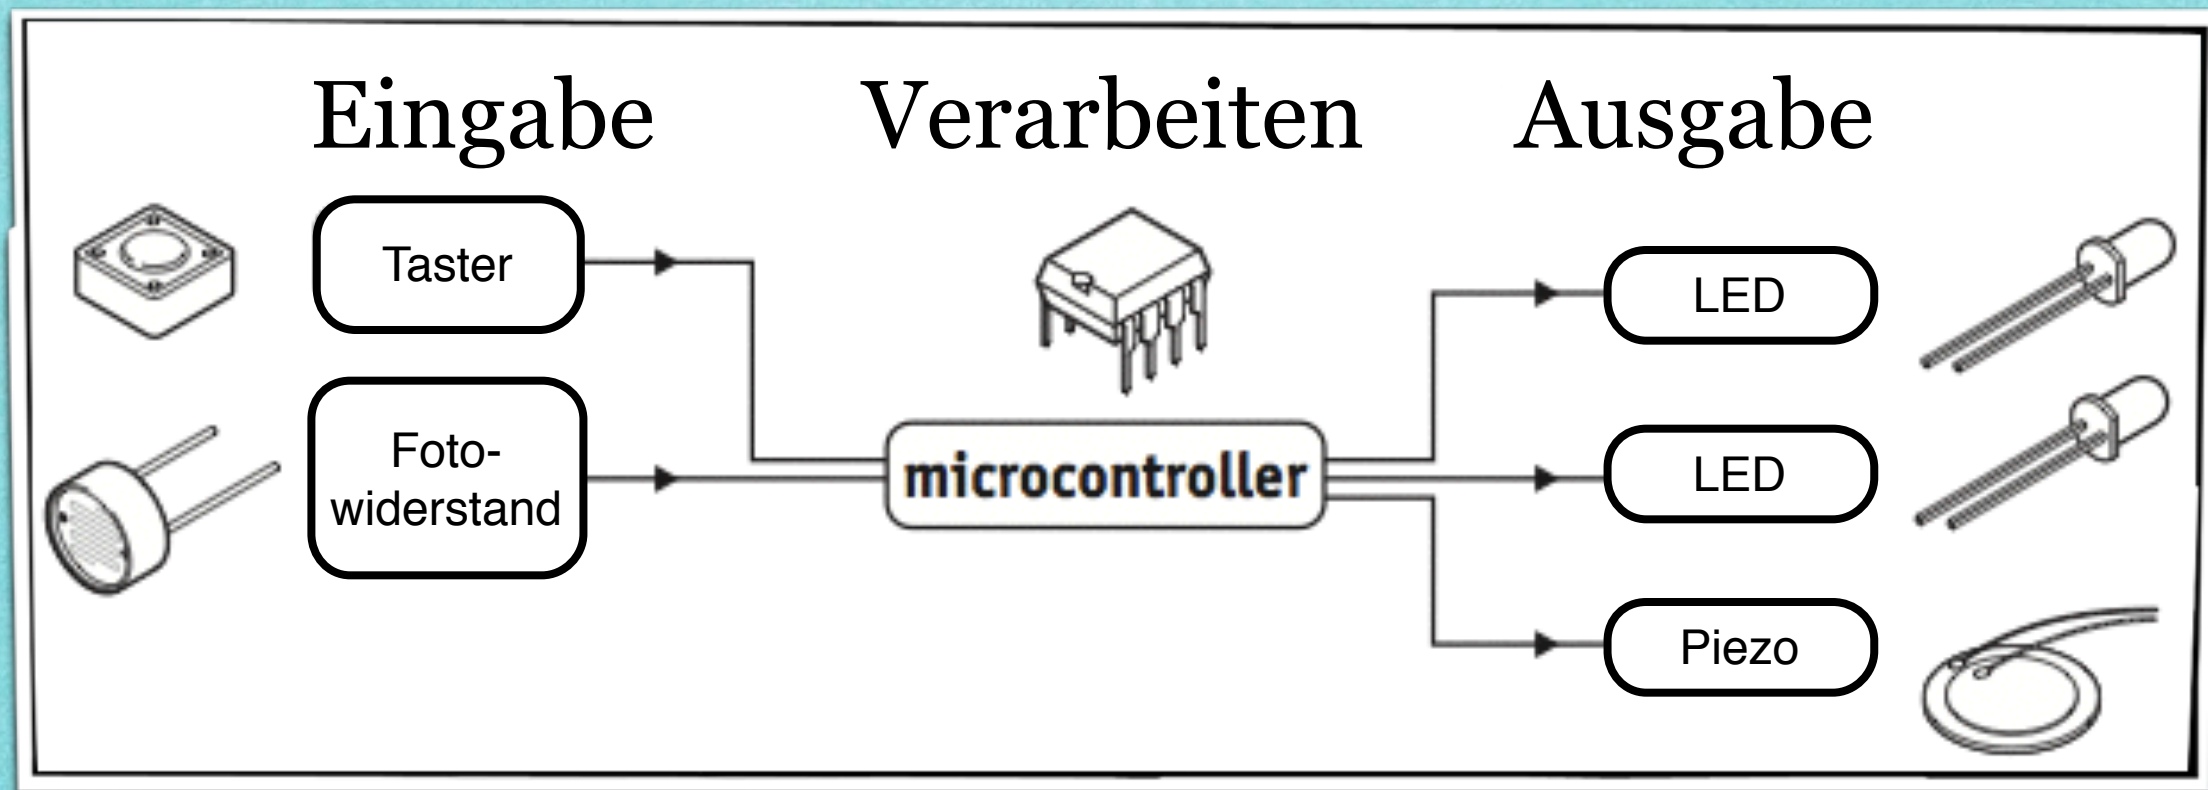 Eingabe
Verarbeiten
Ausgabe
Taster
Foto-
widerstand
microcontroller
LED
LED
Piezo